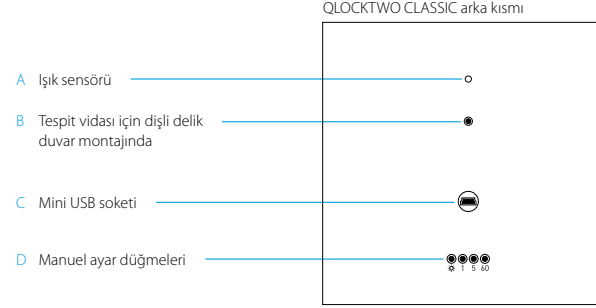 QLOCKTWO CLASSIC arka kısmı
A Işık sensörü
B Tespit vidası için dişli delik
duvar montajında
C Mini USB soketi
D Manuel ayar düğmeleri
1 5 60